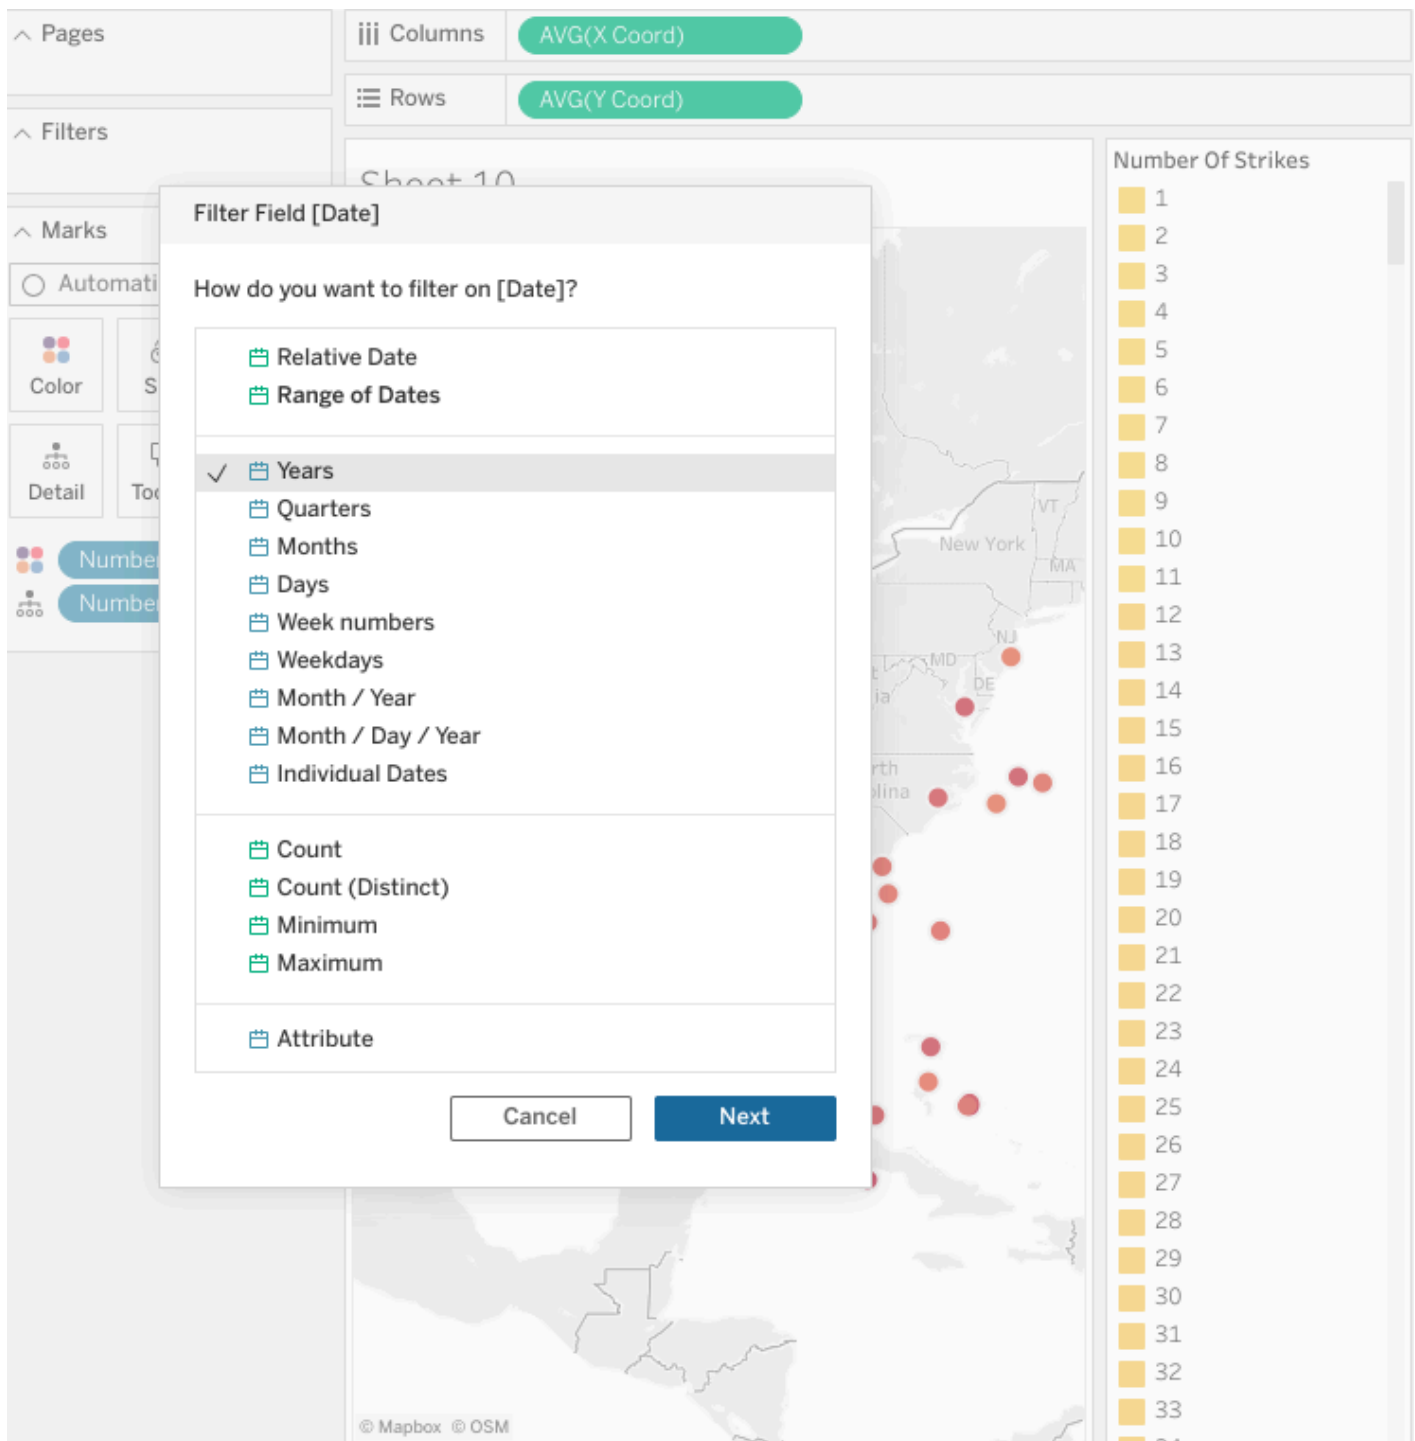 Pages
Columns
AVG(X Coord)
Rows
AVG(Y Coord)
Filters
Marks
Color
Detail
Number Of Strikes
1
2
3
4
5
6
7
8
9
10
11
12
13
14
15
16
17
18
19
20
21
22
23
24
25
26
27
28
29
30
31
32
33
Filter Field [Date]
How do you want to filter on [Date]?
Relative Date
Range of Dates
Years
Quarters
Months
Days
Week numbers
Weekdays
Month / Year
Month / Day / Year
Individual Dates
Count
Count (Distinct)
Minimum
Maximum
Attribute
Cancel
Next
VT
New York
MA
NJ
MD
DE
© Mapbox © OSM